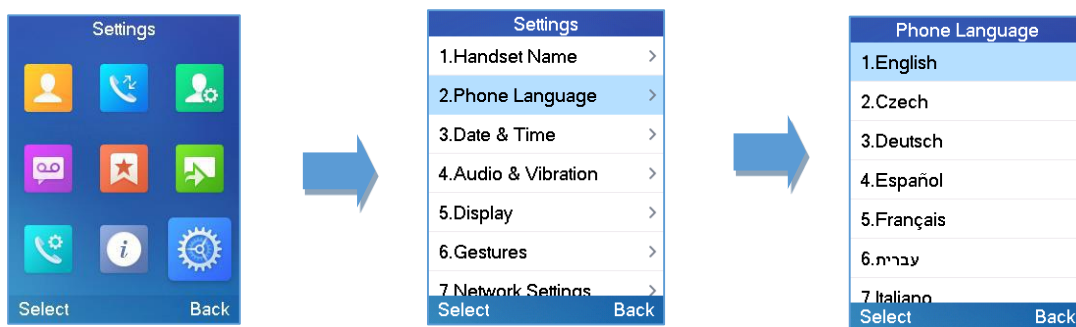 Settings
Select Back
Settings
1.Handset Name
2.Phone Language
3.Date & Time
4.Audio & Vibration
5.Display
6.Gestures
7.Network Settings
Select Back
Phone Language
1.English
2.Czech
3.Deutsch
4.Español
5.Français
6.עברית
7.Italiano
Select Back